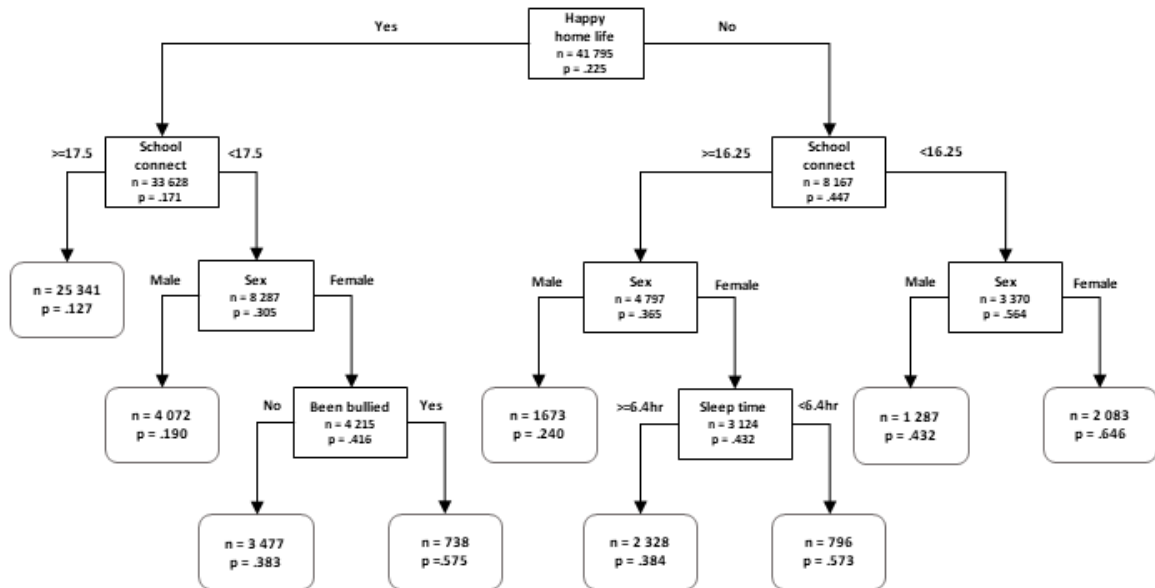 Happy
home life
n = 41 795
p = .225
Yes
No
School
connect
n = 33 628
p = .171
>=17.5
<17.5
School
connect
n = 8 167
p = .447
>=16.25
<16.25
n = 25 341
p = .127
Sex
n = 8 287
p = .305
Male
Female
Sex
n = 4 797
p = .365
Male
Female
Sex
n = 3 370
p = .564
Male
Female
n = 4 072
p = .190
Been bullied
n = 4 215
p = .416
No
Yes
n = 1673
p = .240
Sleep time
n = 3 124
p = .432
>=6.4hr
<6.4hr
n = 1 287
p = .432
n = 2 083
p = .646
n = 3 477
p = .383
n = 738
p =.575
n = 2 328
p = .384
n = 796
p = .573